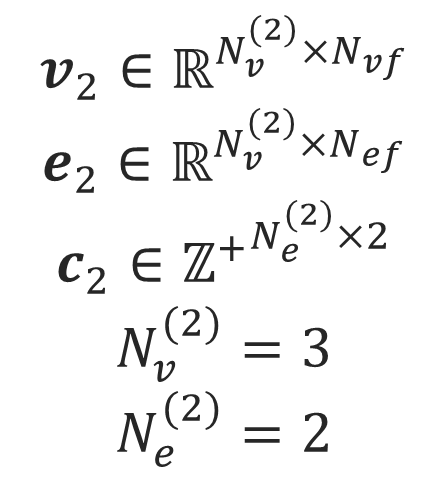 𝒗₂ ∈ ℝ^{N_v^{(2)} × N_{vf}}
𝒆₂ ∈ ℝ^{N_v^{(2)} × N_{ef}}
𝒄₂ ∈ ℤ^{+ N_e^{(2)} × 2}
N_v^{(2)} = 3
N_e^{(2)} = 2